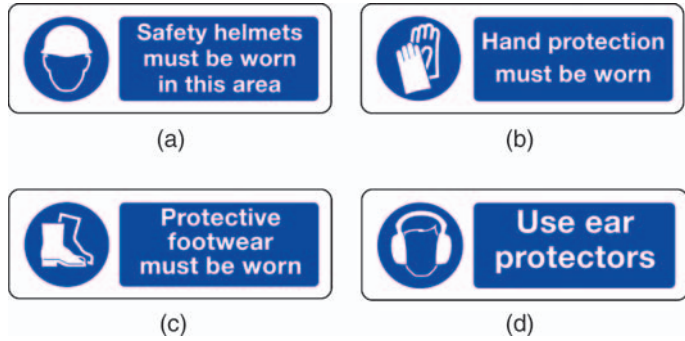 Safety helmets
must be worn
in this area
(a)
Hand protection
must be worn
(b)
Protective
footwear
must be worn
(c)
Use ear
protectors
(d)